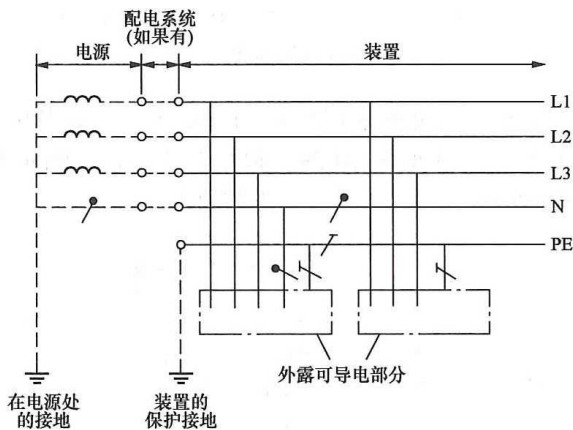 配电系统
(如果有)
电源
装置
L1
L2
L3
N
PE
外露可导电部分
在电源处
的接地
装置的
保护接地